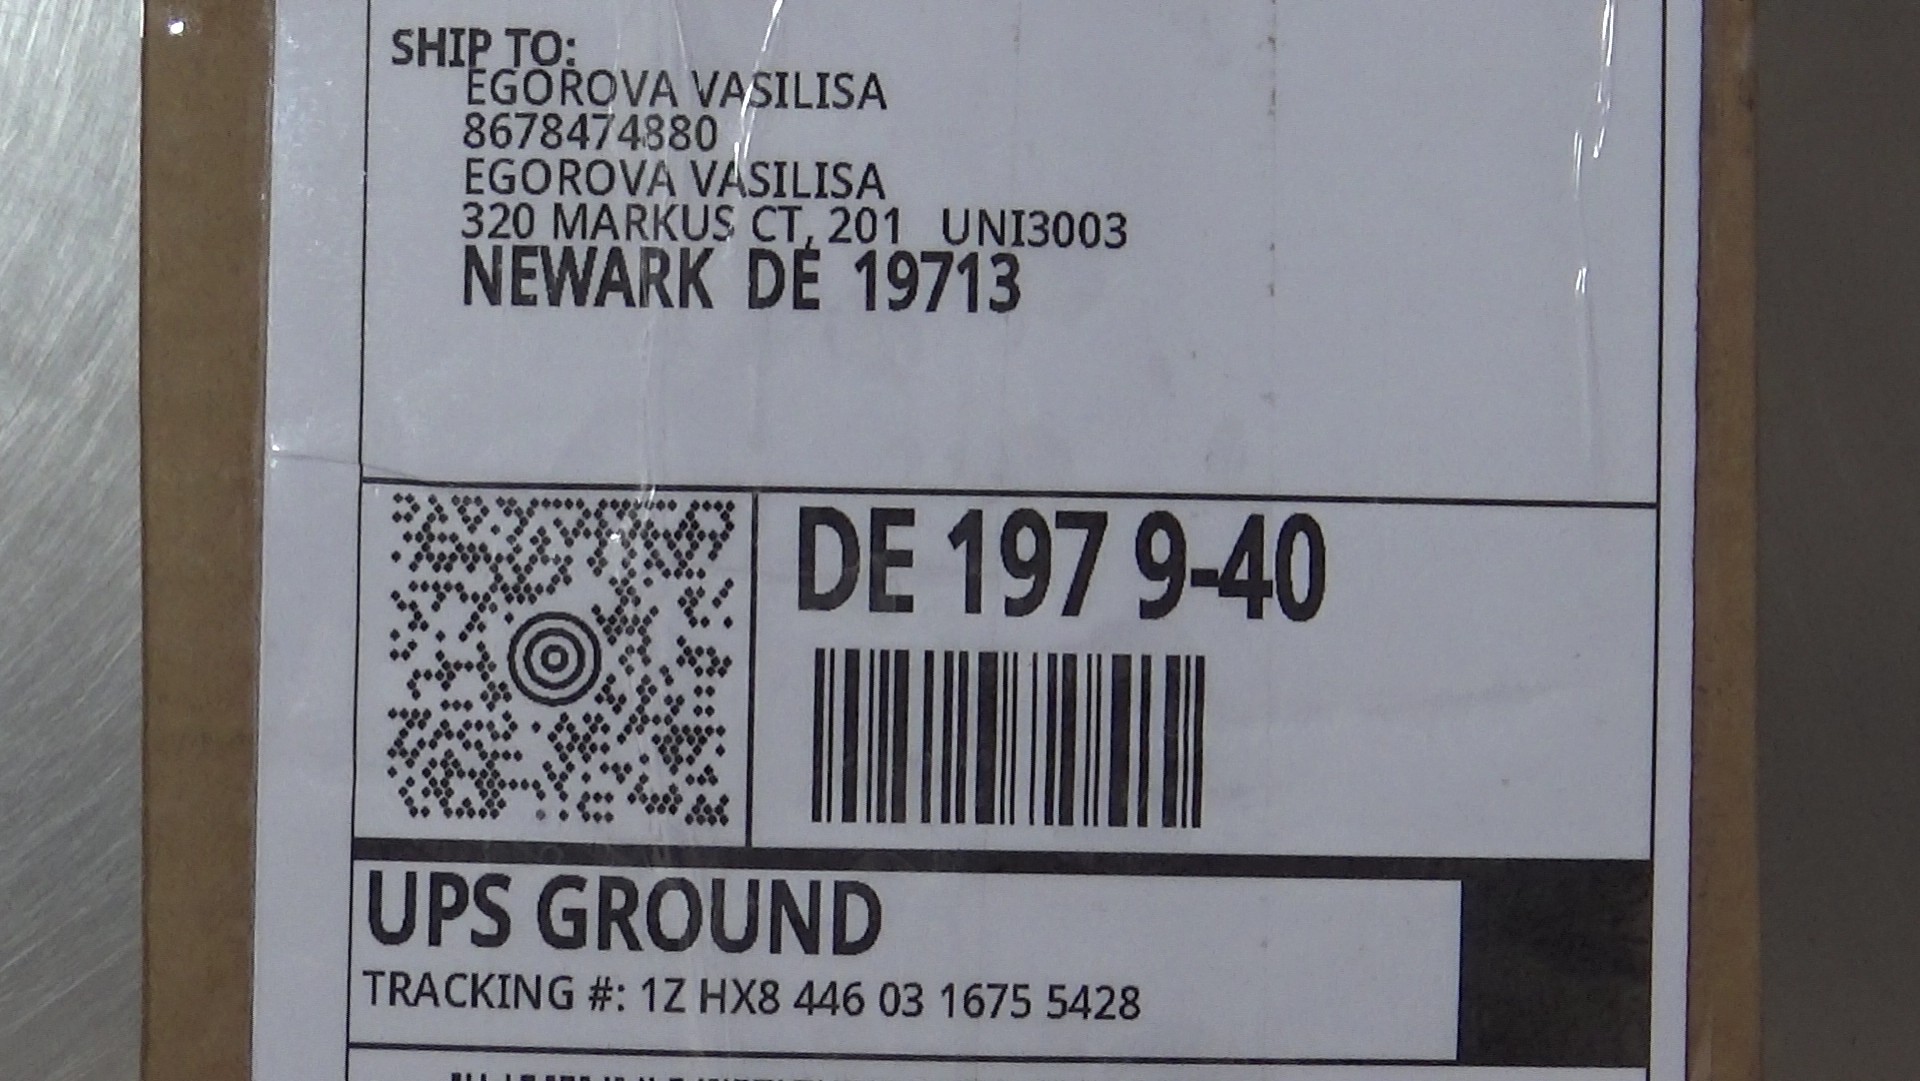 SHIP TO:
EGOROVA VASILISA
8678474880
EGOROVA VASILISA
320 MARKUS CT, 201 UNI3003
NEWARK DE 19713
DE 197 9-40
UPS GROUND
TRACKING #: 1Z HX8 446 03 1675 5428